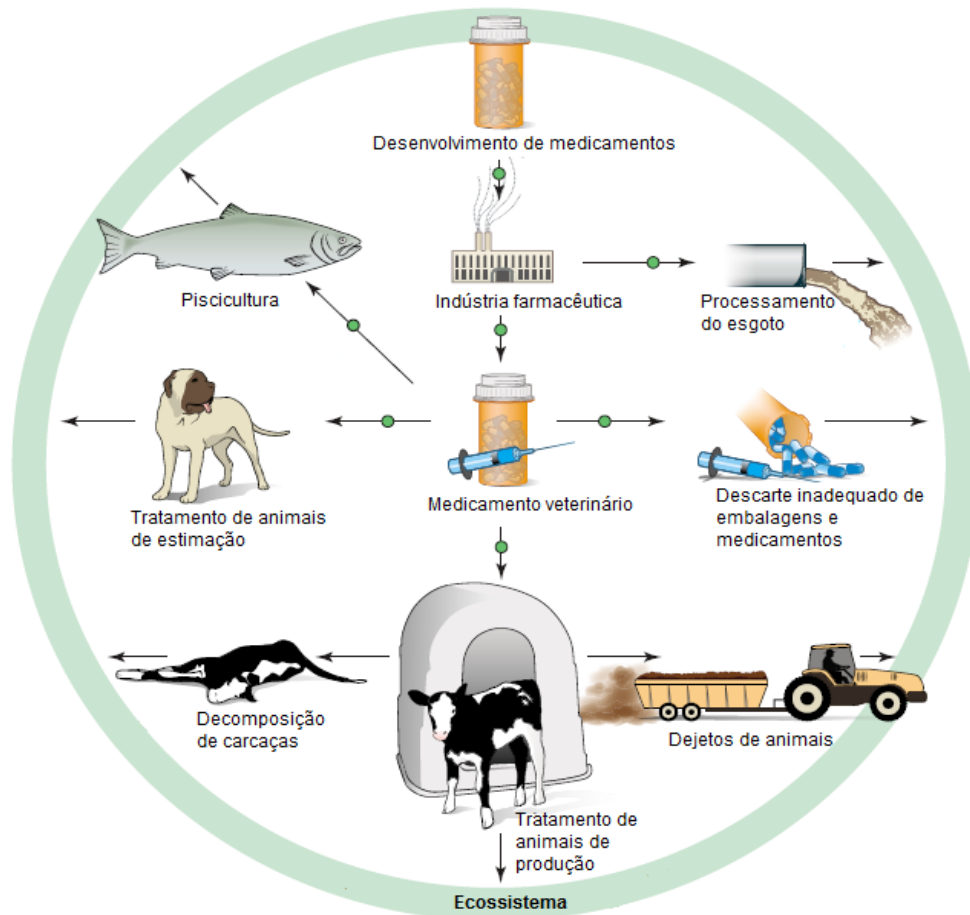 Desenvolvimento de medicamentos
Piscicultura
Indústria farmacêutica
Processamento
do esgoto
Tratamento de animais
de estimação
Medicamento veterinário
Descarte inadequado de
embalagens e
medicamentos
Decomposição
de carcaças
Dejetos de animais
Tratamento de
animais de
produção
Ecossistema